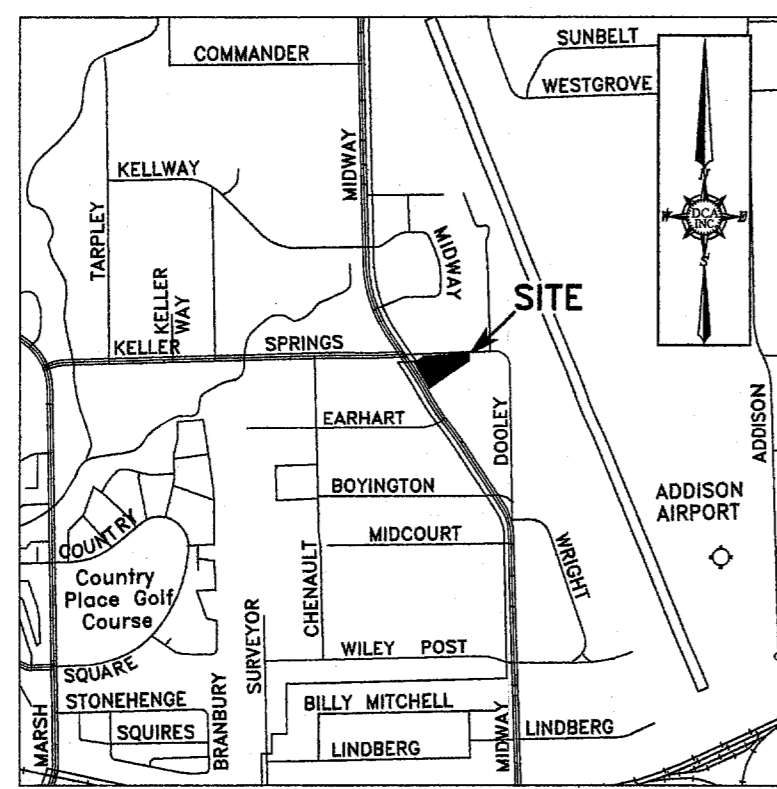 COMMANDER
SUNBELT
WESTGROVE
MIDWAY
KELLWAY
TARPLEY
N
W
DCA
INC.
E
S
MIDWAY
KELLER
WAY
SITE
KELLER
SPRINGS
EARHART
DOOLEY
ADDISON
BOYINGTON
ADDISON
AIRPORT
MIDCOURT
COUNTRY
WRIGHT
Country
Place Golf
Course
CHENAULT
SURVEYOR
WILEY POST
SQUARE
STONEHENGE
BILLY MITCHELL
SQUIRES
BRANBURY
MARSH
LINDBERG
MIDWAY
LINDBERG